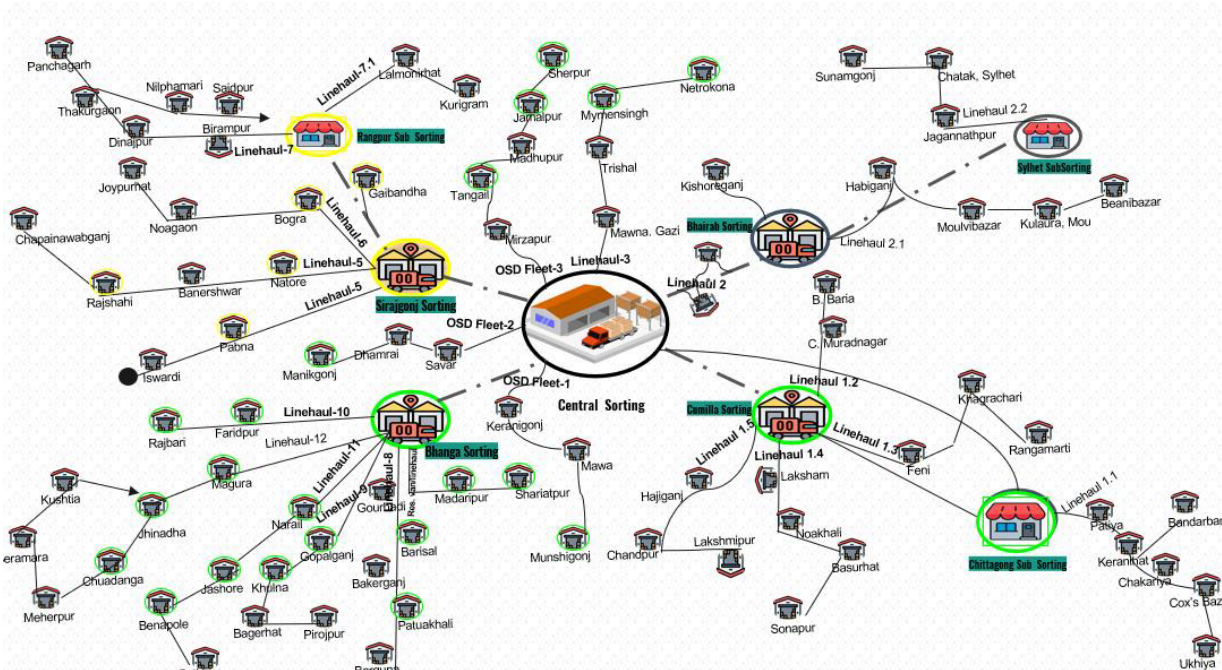 Sherpur
Netrokona
Panchagarh
Linehaul-7.1
Lalmonirhat
Sunamgonj
Chatak, Sylhet
Nilphamari
Saidpur
Kurigram
Thakurgaon
Jamalpur
Mymensingh
Linehaul 2.2
Birampur
Rangpur Sub Sorting
Dinajpur
Jagannathpur
Linehaul-7
Madhupur
Trishal
Sylhet SubSorting
Joypurhat
Gaibandha
Tangail
Kishoreganj
Habiganj
Beanibazar
Noagaon
Bogra
Linehaul-6
Mirzapur
Mawna. Gazi
Bhairab Sorting
Moulvibazar
Kulaura, Mou
Chapainawabganj
Linehaul 2.1
Linehaul-5
OSD Fleet-3
Linehaul-3
Rajshahi
Banershwar
Natore
Linehaul 2
Linehaul-5
Sirajgonj Sorting
B. Baria
Pabna
OSD Fleet-2
Dhamrai
Savar
C. Muradnagar
Iswardi
Manikgonj
OSD Fleet-1
Linehaul 1.2
Central Sorting
Cumilla Sorting
Khagrachari
Linehaul-10
Rajbari
Faridpur
Keranigonj
Linehaul 1.5
Linehaul 1.3
Rangamarti
Linehaul-12
Bhanga Sorting
Linehaul 1.4
Feni
Linehaul-11
Linehaul-8
Mawa
Laksham
Kushtia
Magura
Linehaul-9
Madaripur
Shariatpur
Hajiganj
Linehaul 1.1
Narail
Jhinadha
Noakhali
Patiya
Bandarban
Gopalganj
Barisal
Munshigonj
Chandpur
Lakshmipur
Basurhat
Chittagong Sub Sorting
Keranihat
Chuadanga
Jashore
Khulna
Bakerganj
Chakariya
Meherpur
Cox's Baz
Benapole
Bagerhat
Pirojpur
Patuakhali
Sonapur
Ukhiya